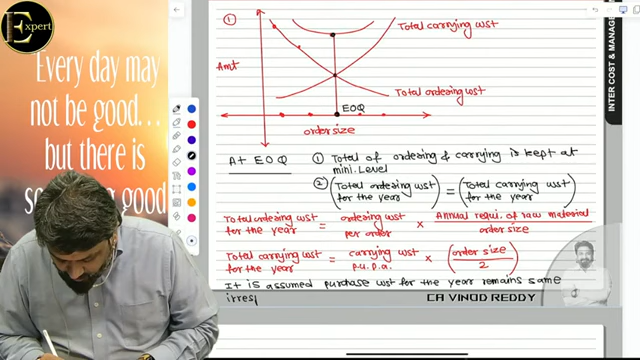 Expert
Every day may
not be good...
but there is
good
①
Amt
Total carrying cost
Total ordering cost
EOQ
order size
At EOQ
① Total of ordering & carrying is kept at
mini. Level
② (Total ordering cost for the year) = (Total carrying cost for the year)
Total ordering cost for the year = ordering cost per order × Annual requi. of raw material / order size
Total carrying cost for the year = carrying cost p.u.p.a. × (order size / 2)
It is assumed purchase cost for the year remains same
irresp
CA VINOD REDDY
INTER COST & MANAGE